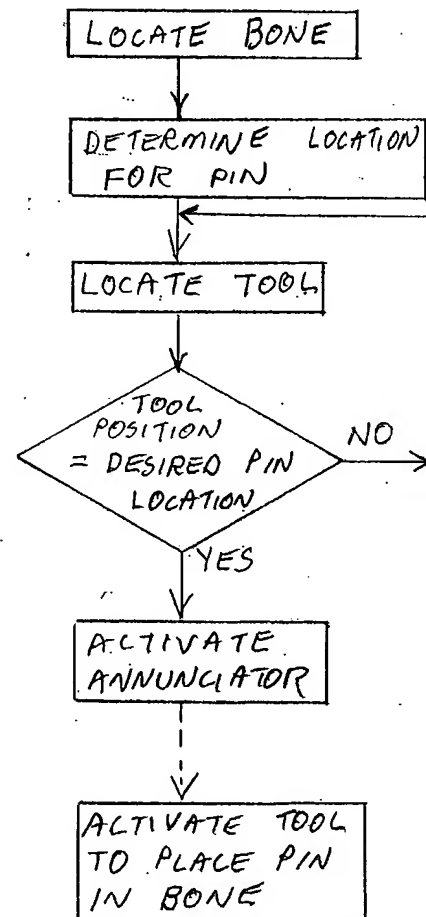 LOCATE BONE
DETERMINE LOCATION
FOR PIN
LOCATE TOOL
TOOL
POSITION
= DESIRED PIN
LOCATION
NO
YES
ACTIVATE
ANNUNCIATOR
ACTIVATE TOOL
TO PLACE PIN
IN BONE